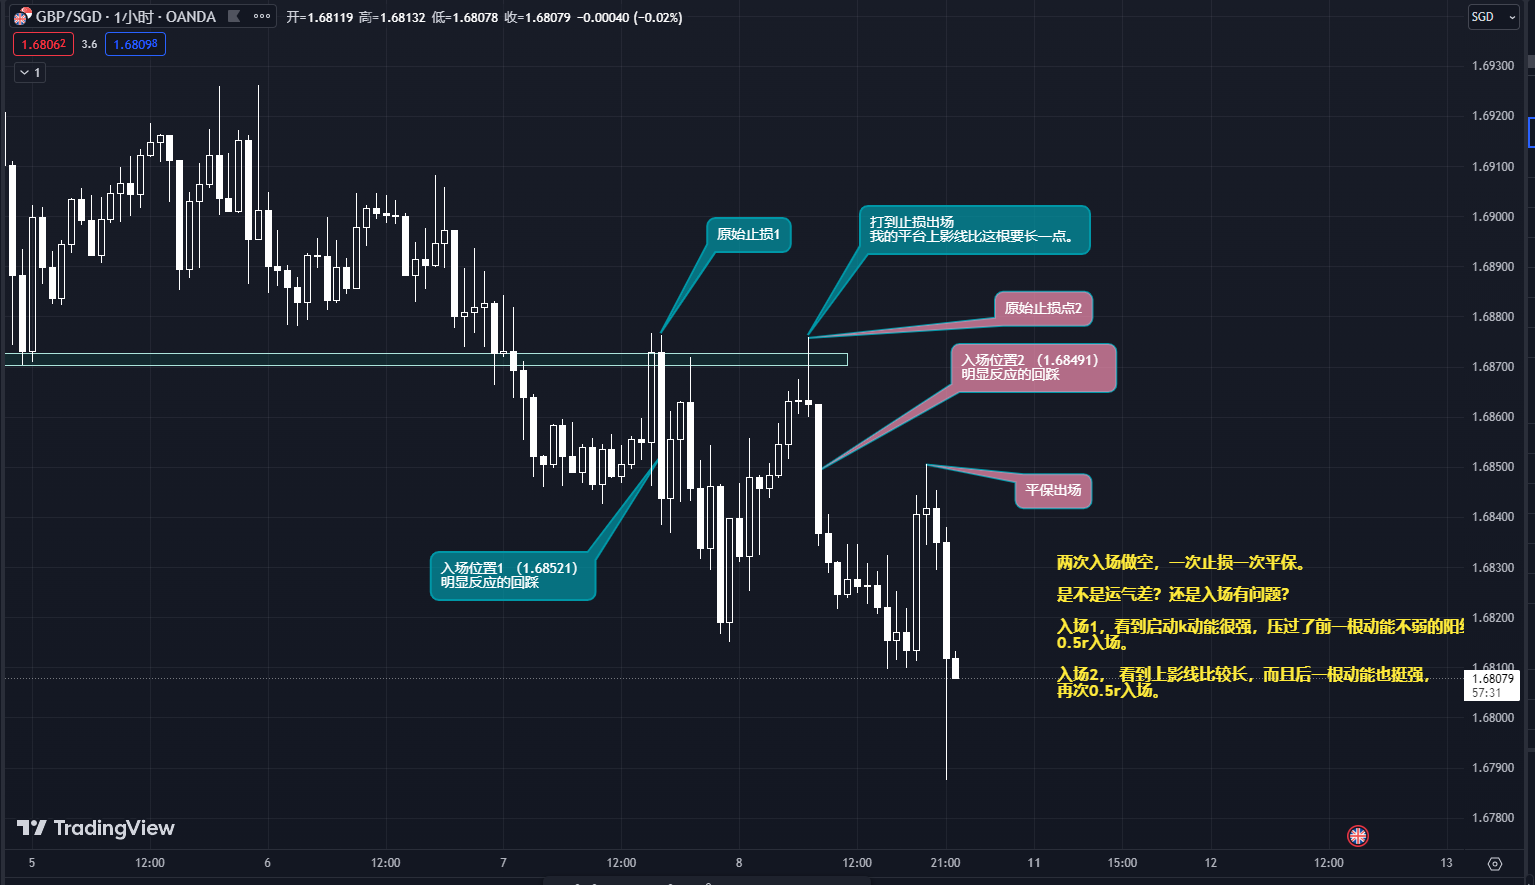 GBP/SGD · 1小时 · OANDA
开=1.68119 高=1.68132 低=1.68078 收=1.68079 −0.00040 (−0.02%)
SGD
1.68062 3.6 1.68098
1
1.69300
1.69200
1.69100
1.69000
1.68900
1.68800
1.68700
1.68600
1.68500
1.68400
1.68300
1.68200
1.68100
1.68079
57:31
1.68000
1.67900
1.67800
原始止损1
打到止损出场
我的平台上影线比这根要长一点。
原始止损点2
入场位置2 （1.68491）
明显反应的回踩
平保出场
入场位置1 （1.68521）
明显反应的回踩
两次入场做空，一次止损一次平保。
是不是运气差？还是入场有问题？
入场1，看到启动k动能很强，压过了前一根动能不弱的阳
0.5r入场。
入场2， 看到上影线比较长，而且后一根动能也挺强，
再次0.5r入场。
TradingView
5 12:00 6 12:00 7 12:00 8 12:00 21:00 11 15:00 12 12:00 13